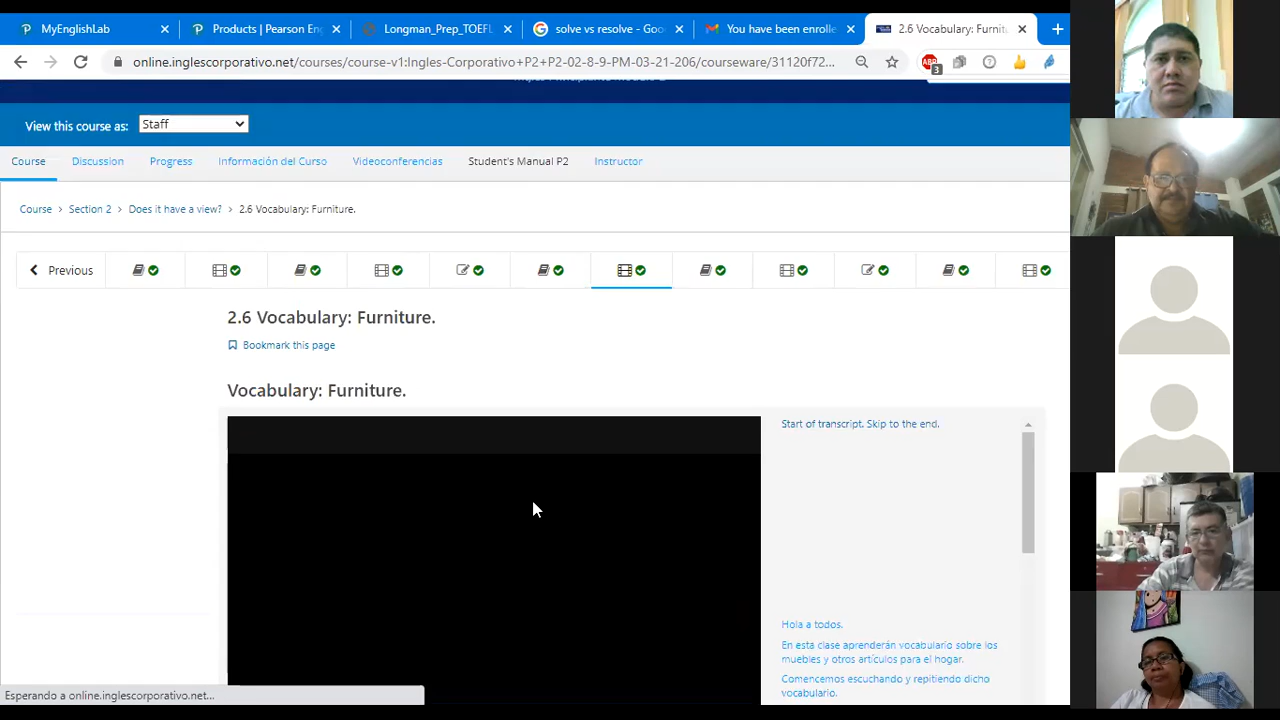 MyEnglishLab
Products | Pearson Eng
Longman_Prep_TOEFL
solve vs resolve - Goo
You have been enrolle
2.6 Vocabulary: Furnitu
online.inglescorporativo.net/courses/course-v1:Ingles-Corporativo+P2+P2-02-8-9-PM-03-21-206/courseware/31120f72...
ABP
3
View this course as:
Staff
Course
Discussion
Progress
Información del Curso
Videoconferencias
Student's Manual P2
Instructor
Course > Section 2 > Does it have a view? > 2.6 Vocabulary: Furniture.
Previous
2.6 Vocabulary: Furniture.
Bookmark this page
Vocabulary: Furniture.
Start of transcript. Skip to the end.
Hola a todos.
En esta clase aprenderán vocabulario sobre los
muebles y otros artículos para el hogar.
Comencemos escuchando y repitiendo dicho
vocabulario.
Esperando a online.inglescorporativo.net...